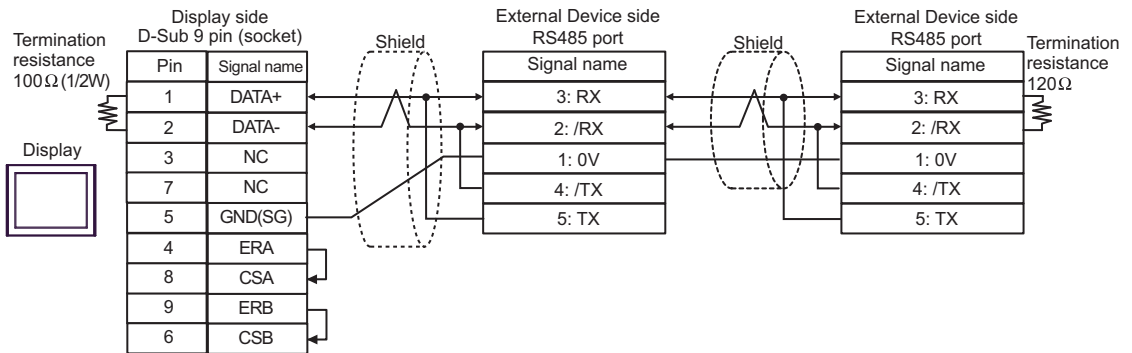 Display side
D-Sub 9 pin (socket)
Termination
resistance
100Ω(1/2W)
Pin Signal name
1 DATA+
2 DATA-
3 NC
7 NC
5 GND(SG)
4 ERA
8 CSA
9 ERB
6 CSB
Display
Shield
External Device side
RS485 port
Signal name
3: RX
2: /RX
1: 0V
4: /TX
5: TX
Shield
External Device side
RS485 port
Signal name
3: RX
2: /RX
1: 0V
4: /TX
5: TX
Termination
resistance
120Ω